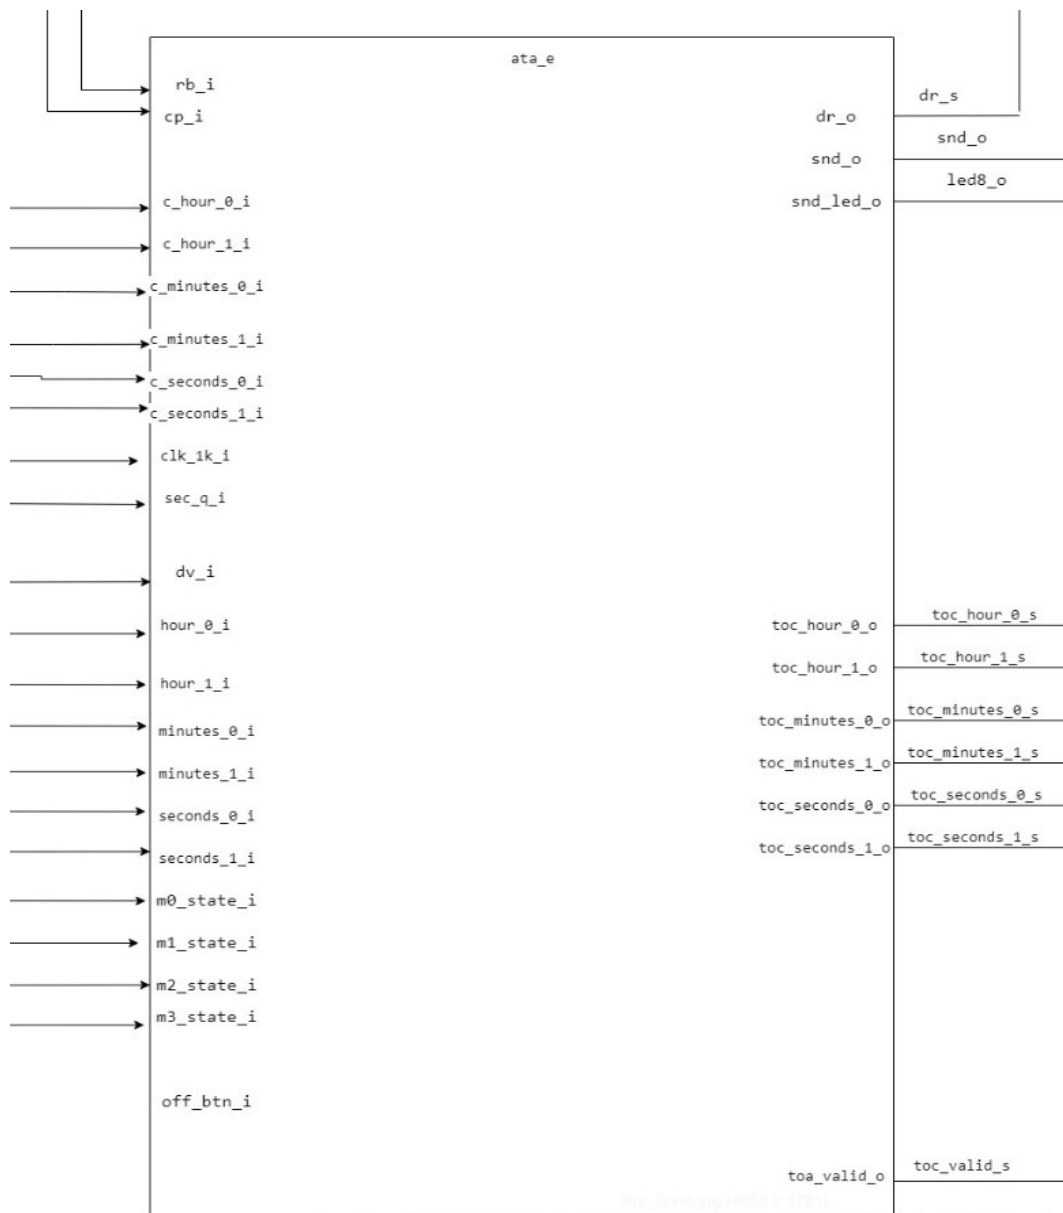 ata_e
rb_i
cp_i
c_hour_0_i
c_hour_1_i
c_minutes_0_i
c_minutes_1_i
c_seconds_0_i
c_seconds_1_i
clk_1k_i
sec_q_i
dv_i
hour_0_i
hour_1_i
minutes_0_i
minutes_1_i
seconds_0_i
seconds_1_i
m0_state_i
m1_state_i
m2_state_i
m3_state_i
off_btn_i
dr_o
snd_o
snd_led_o
toc_hour_0_o
toc_hour_1_o
toc_minutes_0_o
toc_minutes_1_o
toc_seconds_0_o
toc_seconds_1_o
toa_valid_o
dr_s
snd_o
led8_o
toc_hour_0_s
toc_hour_1_s
toc_minutes_0_s
toc_minutes_1_s
toc_seconds_0_s
toc_seconds_1_s
toc_valid_s